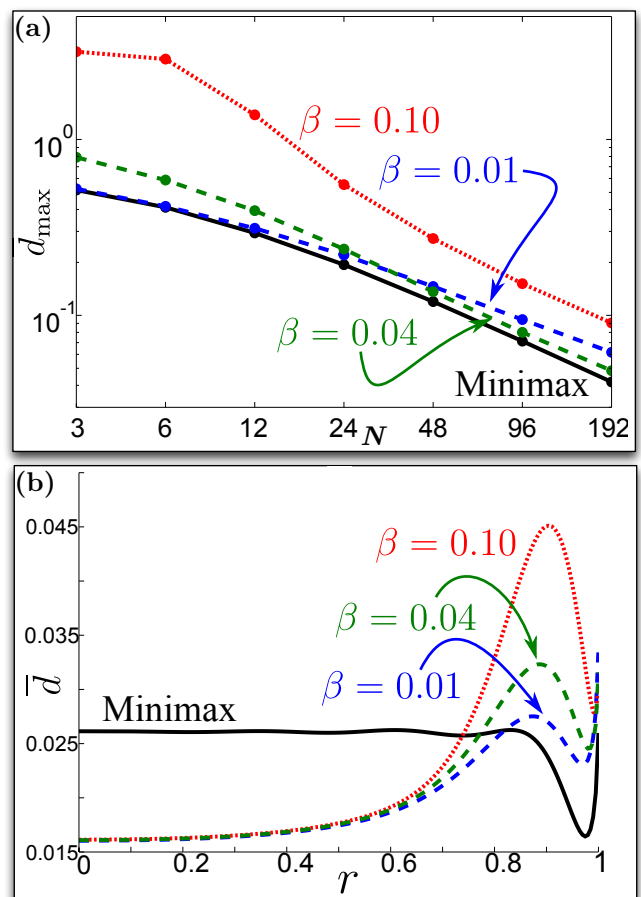 (a)
β = 0.10
10⁰
β = 0.01
d_max
10⁻¹
β = 0.04
Minimax
3 6 12 24 48 96 192
N
(b)
0.045
β = 0.10
β = 0.04
0.035
β = 0.01
d̅
Minimax
0.025
0.015
0 0.2 0.4 0.6 0.8 1
r